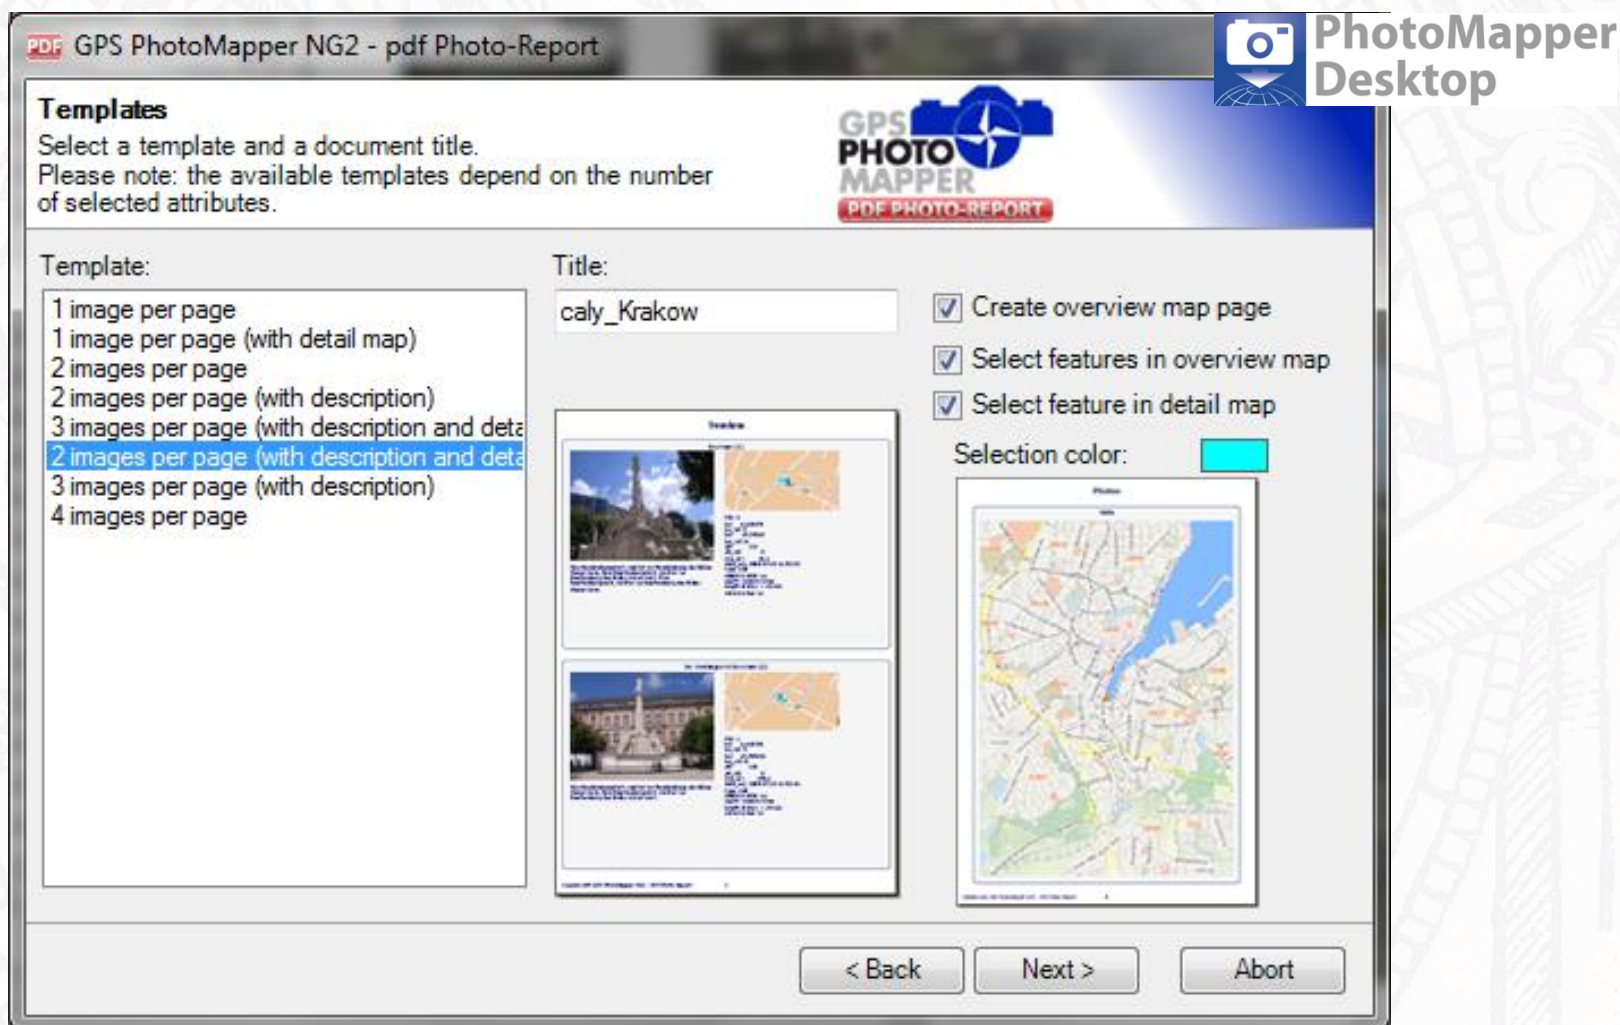 PDF GPS PhotoMapper NG2 - pdf Photo-Report
PhotoMapper
Desktop
Templates
Select a template and a document title.
Please note: the available templates depend on the number
of selected attributes.
GPS
PHOTO
MAPPER
PDF PHOTO-REPORT
Template:
1 image per page
1 image per page (with detail map)
2 images per page
2 images per page (with description)
3 images per page (with description and deta
2 images per page (with description and deta
3 images per page (with description)
4 images per page
Title:
caly_Krakow
Create overview map page
Select features in overview map
Select feature in detail map
Selection color:
Photos
< Back
Next >
Abort